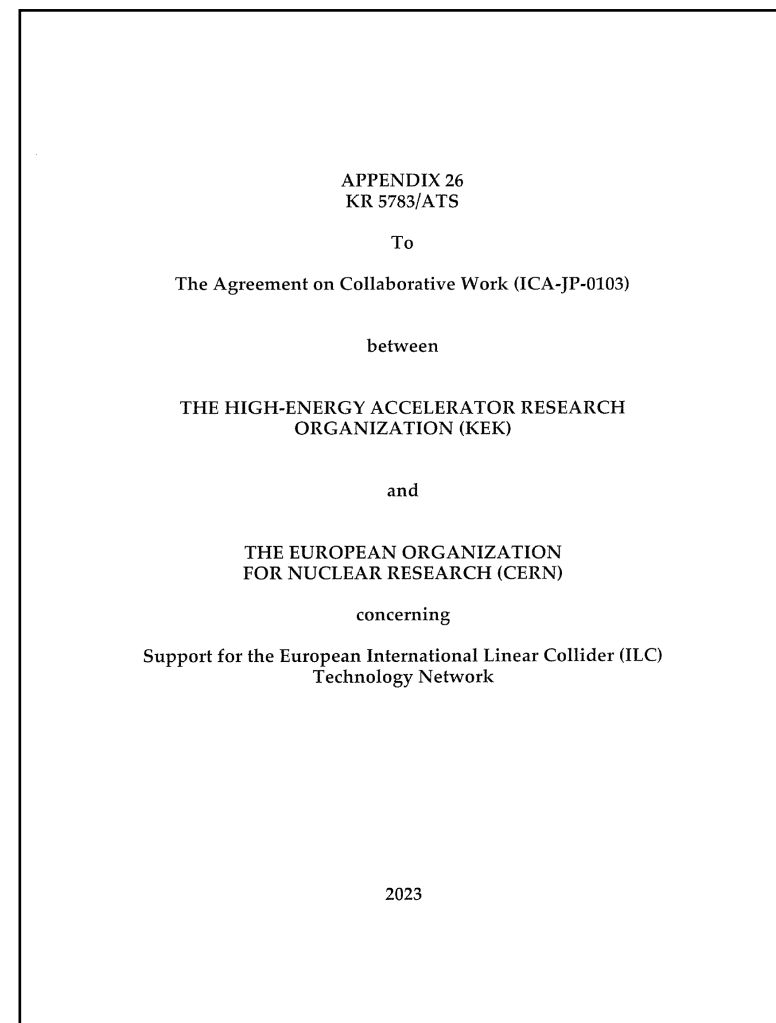 APPENDIX 26
KR 5783/ATS
To
The Agreement on Collaborative Work (ICA-JP-0103)
between
THE HIGH-ENERGY ACCELERATOR RESEARCH
ORGANIZATION (KEK)
and
THE EUROPEAN ORGANIZATION
FOR NUCLEAR RESEARCH (CERN)
concerning
Support for the European International Linear Collider (ILC)
Technology Network
2023